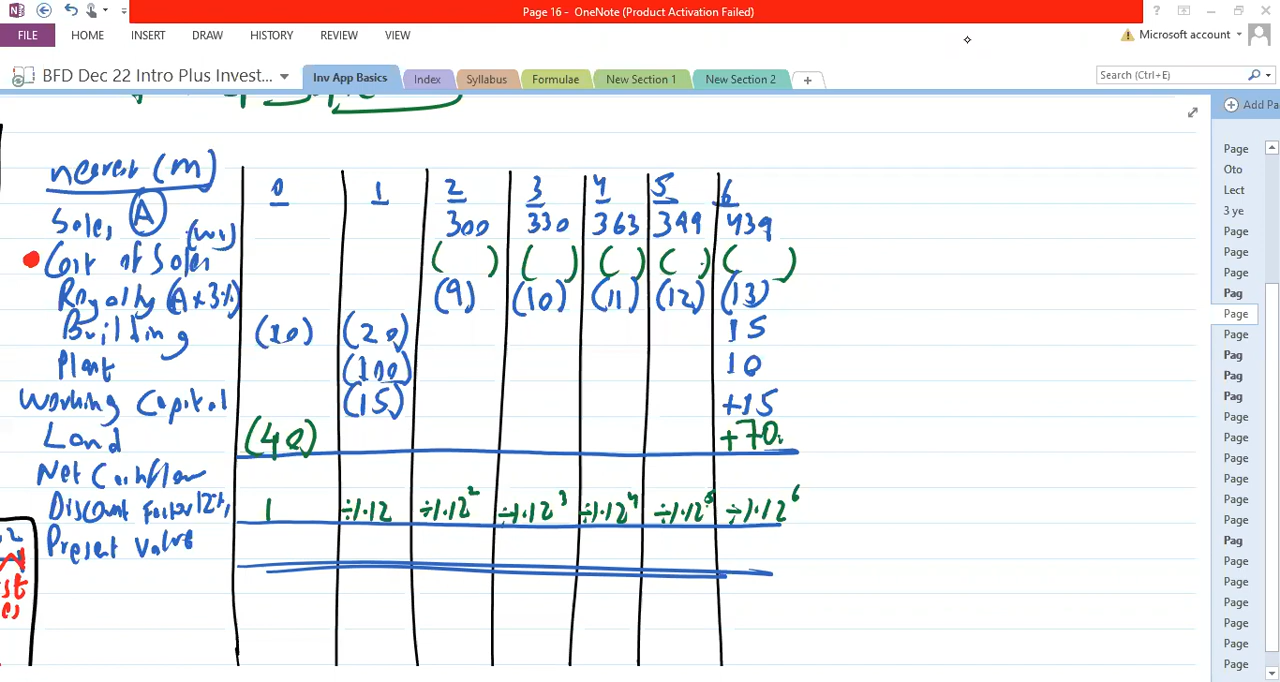 Page 16 - OneNote (Product Activation Failed)
FILE HOME INSERT DRAW HISTORY REVIEW VIEW Microsoft account
BFD Dec 22 Intro Plus Invest... Inv App Basics Index Syllabus Formulae New Section 1 New Section 2 + Search (Ctrl+E)
Add Pa
nearest (m)
0 1 2 3 4 5 6
Sales (A) (W1) 300 330 363 399 439
Cost of Sales ( ) ( ) ( ) ( ) ( )
Royalty (A x 3%) (9) (10) (11) (12) (13)
Building (10) (20) 15
Plant (100) 10
Working Capital (15) +15
Land (40) +70
Net Cashflow
Discount Factor 12% 1 ÷1.12 ÷1.12² ÷1.12³ ÷1.12⁴ ÷1.12⁵ ÷1.12⁶
Present Value
Page
Oto
Lect
3 ye
Page
Page
Page
Pag
Page
Page
Pag
Pag
Pag
Page
Page
Page
Page
Page
Pag
Page
Page
Page
Page
Page
Page